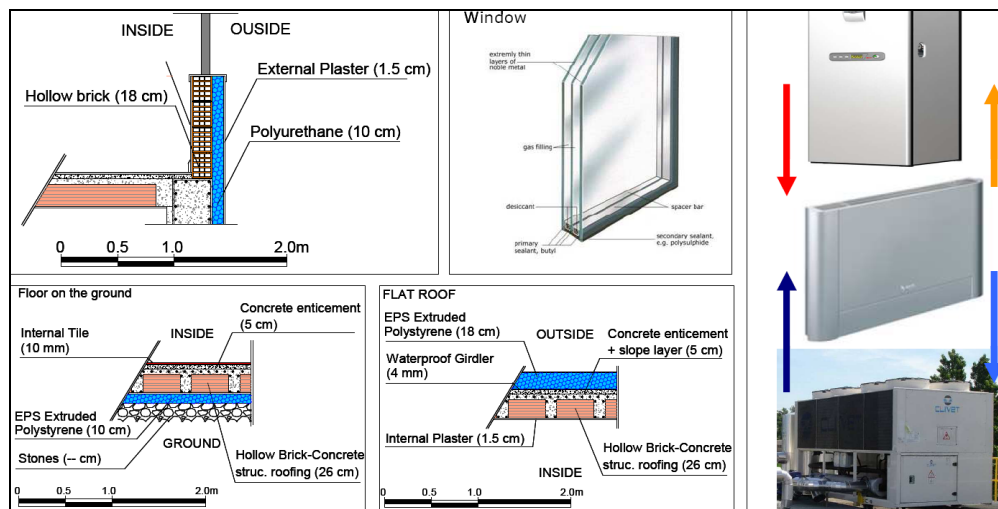 INSIDE
OUSIDE
External Plaster (1.5 cm)
Hollow brick (18 cm)
Polyurethane (10 cm)
0 0.5 1.0 2.0m
Window
extremly thin
layers of
noble metal
gas filling
desiccant
spacer bar
primary
sealant, butyl
secondary sealant,
e.g. polysulphide
Floor on the ground
Concrete enticement
(5 cm)
Internal Tile
(10 mm)
INSIDE
EPS Extruded
Polystyrene (10 cm)
GROUND
Stones (-- cm)
Hollow Brick-Concrete
struc. roofing (26 cm)
0 0.5 1.0 2.0m
FLAT ROOF
EPS Extruded
Polystyrene (18 cm)
OUTSIDE
Concrete enticement
+ slope layer (5 cm)
Waterproof Girdler
(4 mm)
Internal Plaster (1.5 cm)
Hollow Brick-Concrete
struc. roofing (26 cm)
INSIDE
0 0.5 1.0 2.0m
CLIVET